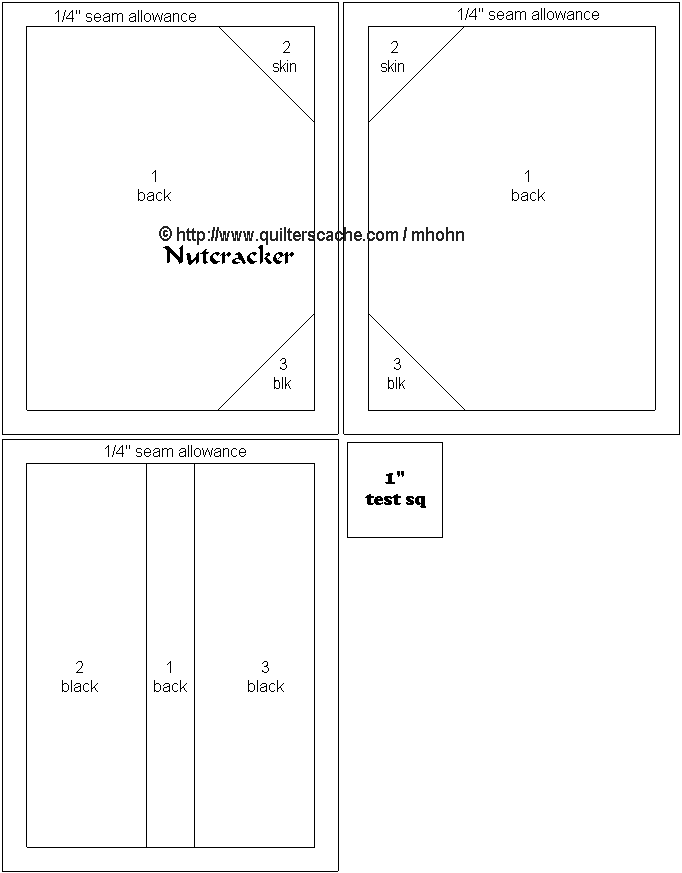 1/4" seam allowance
2
skin
1
back
3
blk
1/4" seam allowance
2
skin
1
back
3
blk
© http://www.quilterscache.com / mhohn
Nutcracker
1/4" seam allowance
2
black
1
back
3
black
1"
test sq